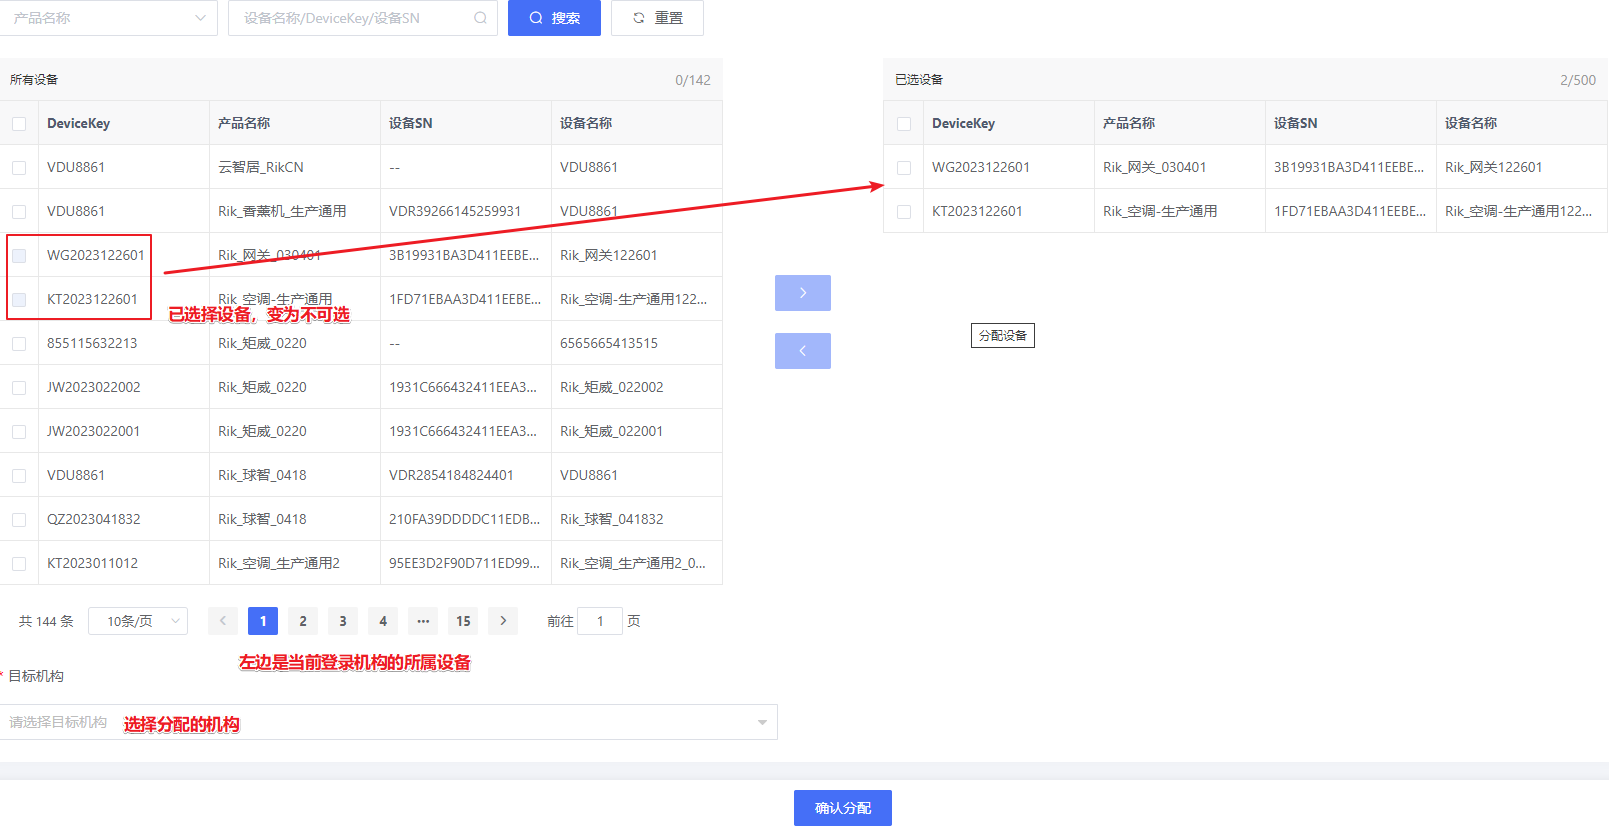 产品名称
设备名称/DeviceKey/设备SN
搜索
重置
所有设备 0/142
DeviceKey 产品名称 设备SN 设备名称
VDU8861 云智居_RikCN -- VDU8861
VDU8861 Rik_香薰机_生产通用 VDR39266145259931 VDU8861
WG2023122601 Rik_网关_030401 3B19931BA3D411EEBE... Rik_网关122601
KT2023122601 Rik_空调-生产通用 1FD71EBAA3D411EEBE... Rik_空调-生产通用122...
已选择设备，变为不可选
855115632213 Rik_矩威_0220 -- 6565665413515
JW2023022002 Rik_矩威_0220 1931C666432411EEA3... Rik_矩威_022002
JW2023022001 Rik_矩威_0220 1931C666432411EEA3... Rik_矩威_022001
VDU8861 Rik_球智_0418 VDR2854184824401 VDU8861
QZ2023041832 Rik_球智_0418 210FA39DDDDC11EDB... Rik_球智_041832
KT2023011012 Rik_空调_生产通用2 95EE3D2F90D711ED99... Rik_空调_生产通用2_0...
共 144 条 10条/页 < 1 2 3 4 ••• 15 > 前往 1 页
左边是当前登录机构的所属设备
* 目标机构
请选择目标机构 选择分配的机构
已选设备 2/500
DeviceKey 产品名称 设备SN 设备名称
WG2023122601 Rik_网关_030401 3B19931BA3D411EEBE... Rik_网关122601
KT2023122601 Rik_空调-生产通用 1FD71EBAA3D411EEBE... Rik_空调-生产通用122...
分配设备
确认分配